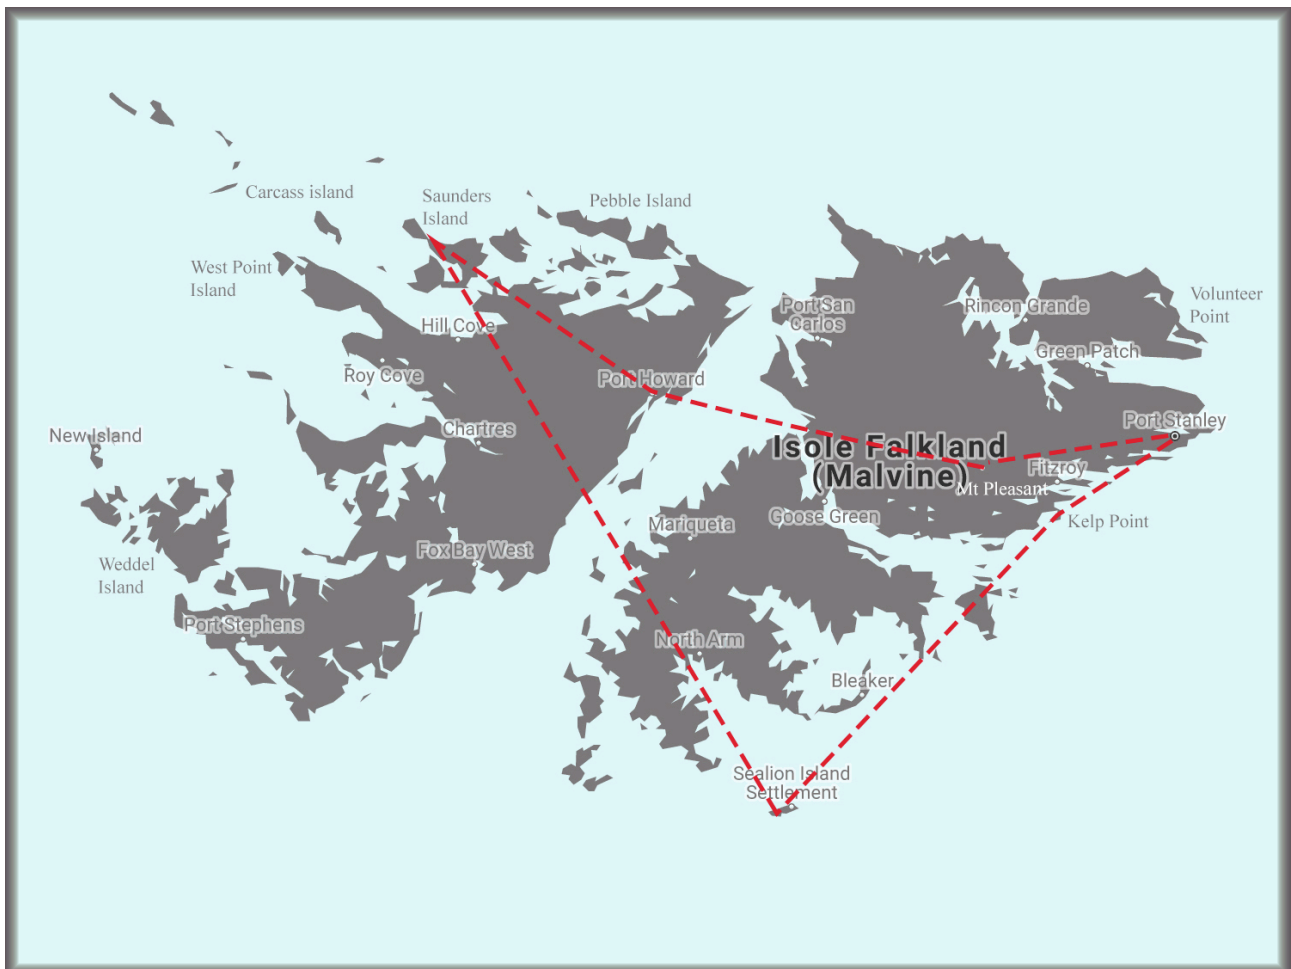 Carcass island
Saunders
Island
Pebble Island
West Point
Island
Volunteer
Point
Port San
Carlos
Rincon Grande
Hill Cove
Green Patch
Roy Cove
Port Howard
New Island
Chartres
Port Stanley
Isole Falkland
(Malvine)
Fitzroy
Mt Pleasant
Goose Green
Kelp Point
Mariqueta
Fox Bay West
Weddel
Island
Port Stephens
North Arm
Bleaker
Sealion Island
Settlement